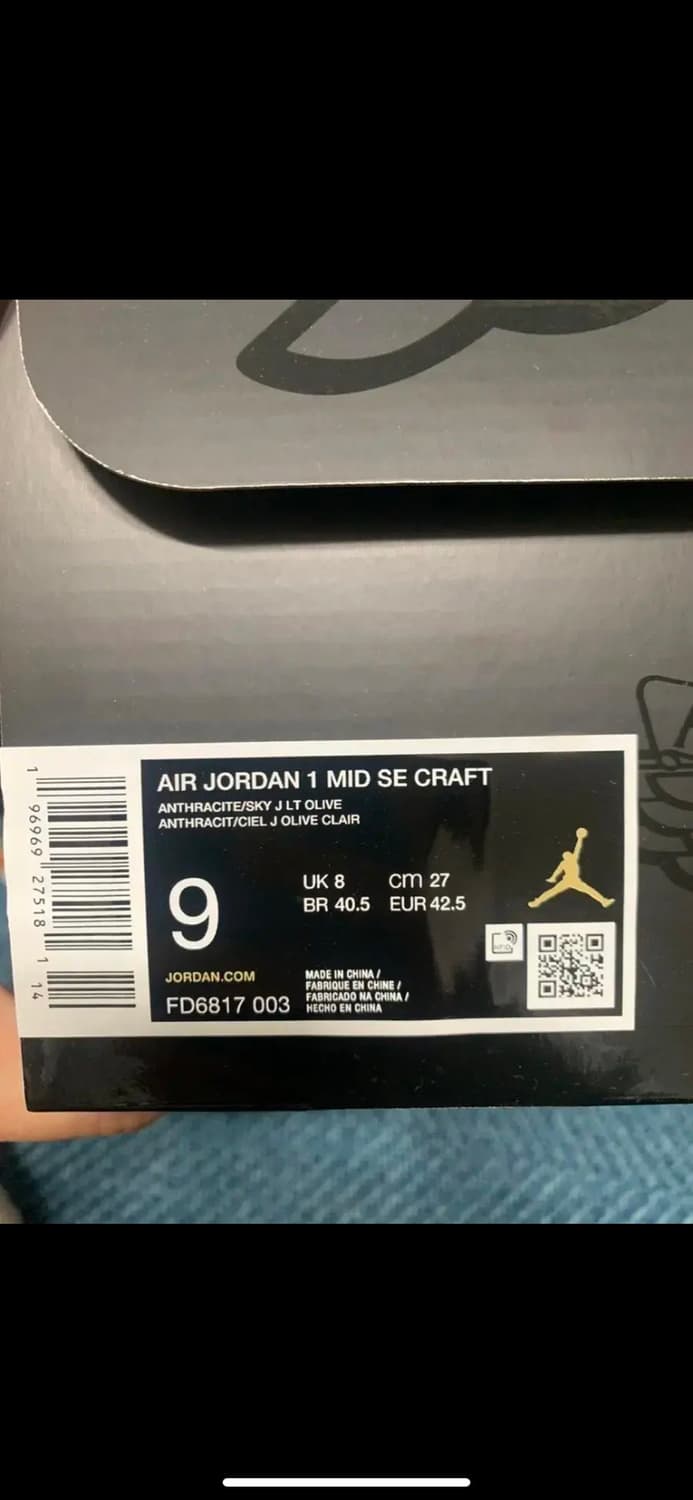 AIR JORDAN 1 MID SE CRAFT
ANTHRACITE/SKY J LT OLIVE
ANTHRACIT/CIEL J OLIVE CLAIR
9
UK 8 cm 27
BR 40.5 EUR 42.5
JORDAN.COM
FD6817 003
MADE IN CHINA /
FABRIQUE EN CHINE /
FABRICADO NA CHINA /
HECHO EN CHINA
RFID
1 96969 27518 1 14